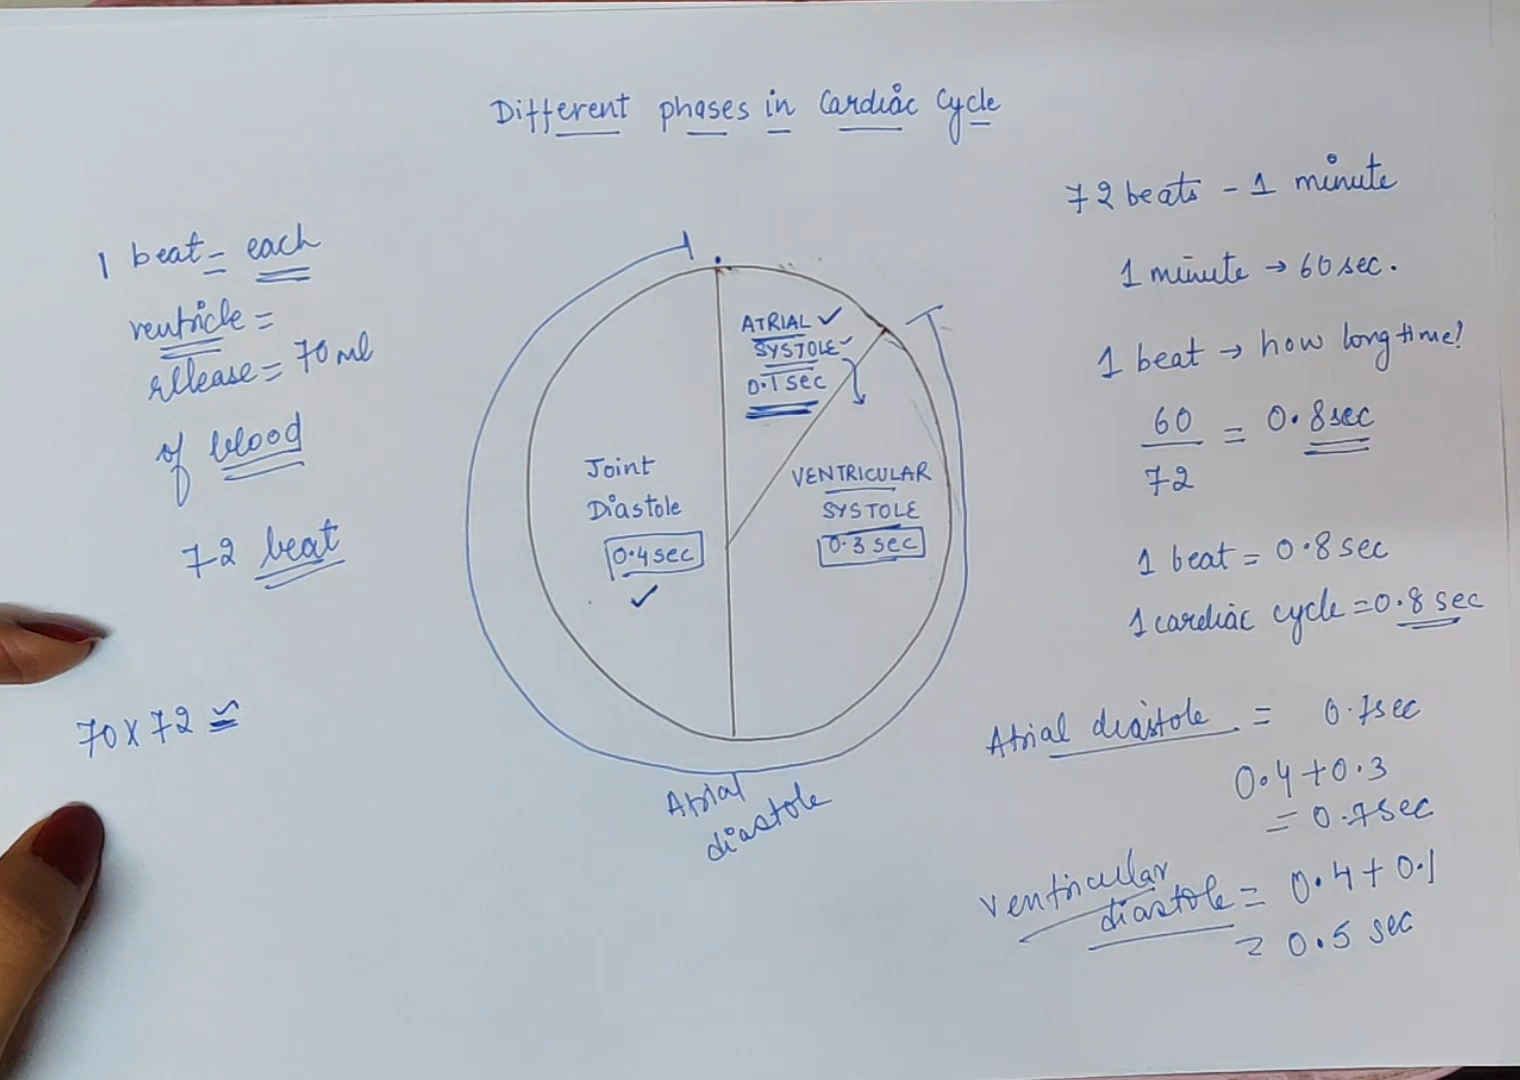 Different phases in Cardiac Cycle
1 beat = each
ventricle =
release = 70 ml
of blood
72 beat
70 x 72 ≃
ATRIAL ✓
SYSTOLE
0.1 sec
Joint
Diastole
0.4 sec
✓
VENTRICULAR
SYSTOLE
0.3 sec
Atrial
diastole
72 beats - 1 minute
1 minute → 60 sec.
1 beat → how long time?
60
72
= 0.8 sec
1 beat = 0.8 sec
1 cardiac cycle = 0.8 sec
Atrial diastole = 0.7 sec
0.4 + 0.3
= 0.7 sec
Ventricular
diastole = 0.4 + 0.1
= 0.5 sec